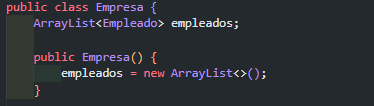 public class Empresa {
ArrayList<Empleado> empleados;
public Empresa() {
empleados = new ArrayList<>();
}